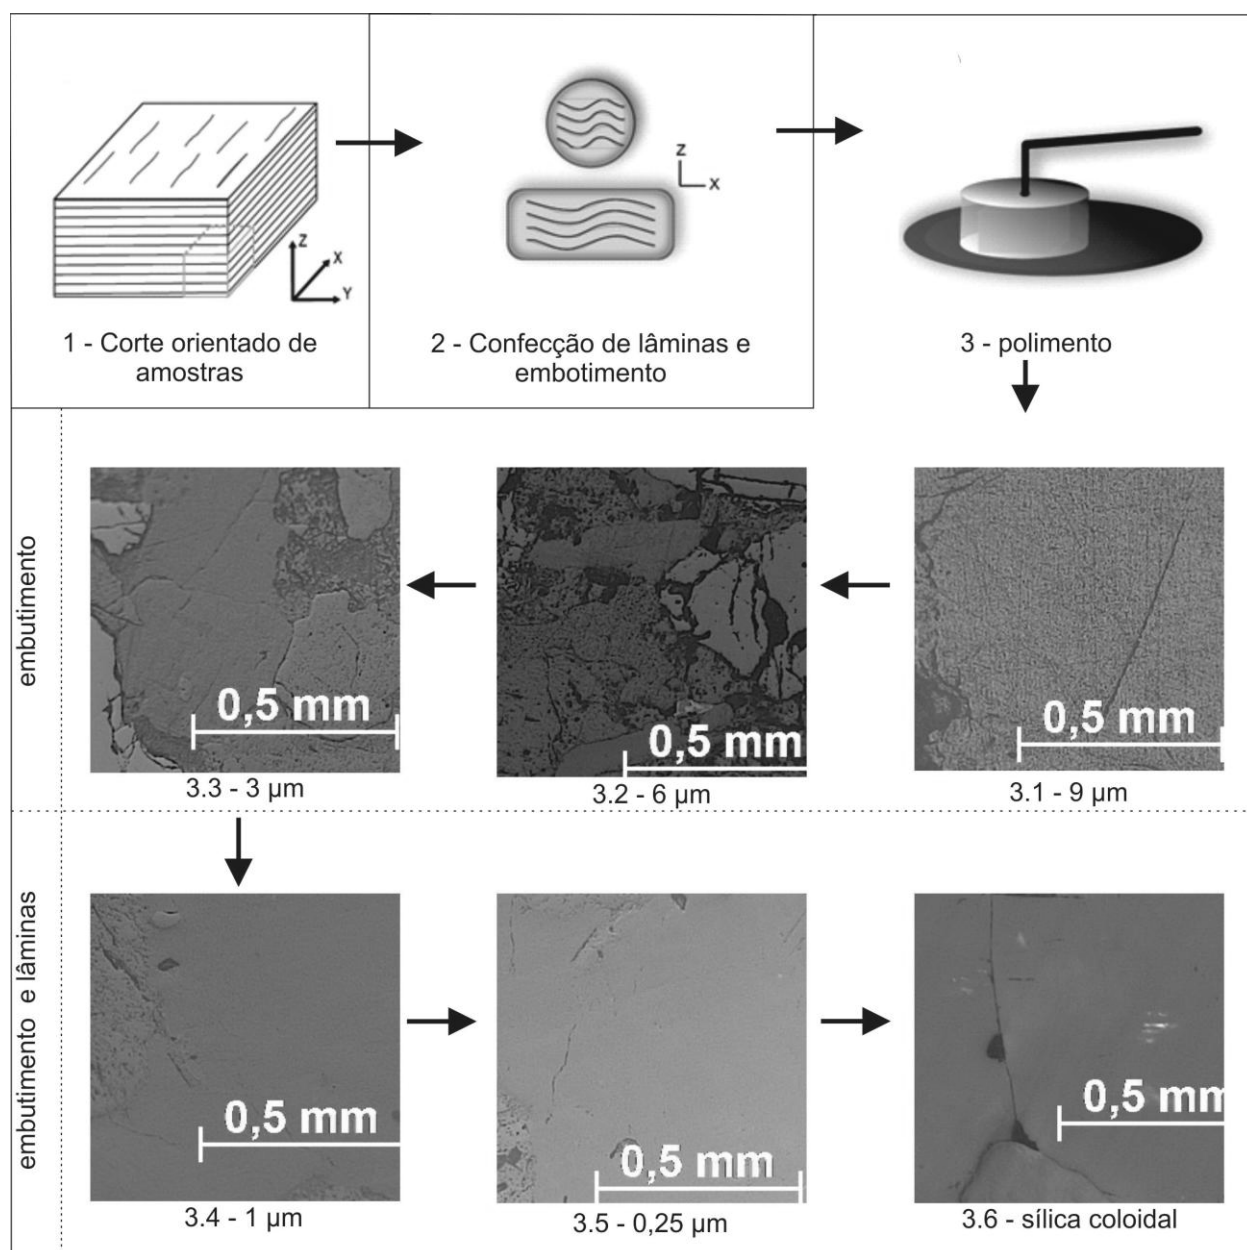 Z
X
Y
1 - Corte orientado de
amostras
z
x
2 - Confecção de lâminas e
embotimento
3 - polimento
embutimento
0,5 mm
3.3 - 3 µm
0,5 mm
3.2 - 6 µm
0,5 mm
3.1 - 9 µm
embutimento e lâminas
0,5 mm
3.4 - 1 µm
0,5 mm
3.5 - 0,25 µm
0,5 mm
3.6 - sílica coloidal